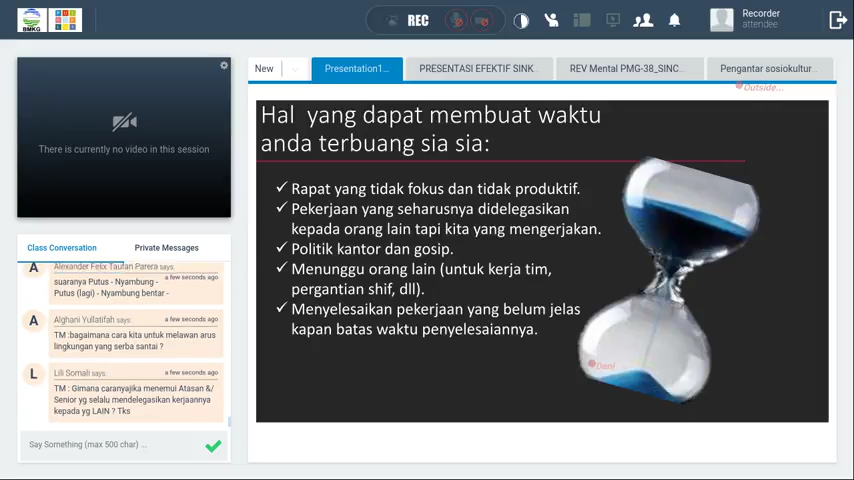 BMKG
REC
Recorder
attendee
New
Presentation1...
PRESENTASI EFEKTIF SINK...
REV Mental PMG-38_SINC...
Pengantar sosiokultur...
Outside...
There is currently no video in this session
Hal yang dapat membuat waktu
anda terbuang sia sia:
✓ Rapat yang tidak fokus dan tidak produktif.
✓ Pekerjaan yang seharusnya didelegasikan
kepada orang lain tapi kita yang mengerjakan.
✓ Politik kantor dan gosip.
✓ Menunggu orang lain (untuk kerja tim,
pergantian shif, dll).
✓ Menyelesaikan pekerjaan yang belum jelas
kapan batas waktu penyelesaiannya.
Dani
Class Conversation
Private Messages
A
Alexander Felix Taufan Parera says:
a few seconds ago
suaranya Putus - Nyambung -
Putus (lagi) - Nyambung bentar -
A
Alghani Yullatifah says:
a few seconds ago
TM :bagaimana cara kita untuk melawan arus
lingkungan yang serba santai ?
L
Lili Somali says:
a few seconds ago
TM : Gimana caranyajika menemui Atasan &/
Senior yg selalu mendelegasikan kerjaannya
kepada yg LAIN ? Tks
Say Something (max 500 char) ...